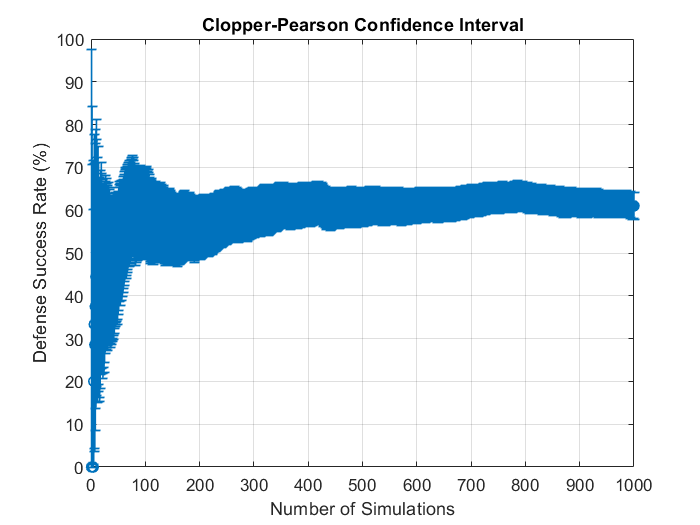 Clopper-Pearson Confidence Interval
Defense Success Rate (%)
100
90
80
70
60
50
40
30
20
10
0
0 100 200 300 400 500 600 700 800 900 1000
Number of Simulations